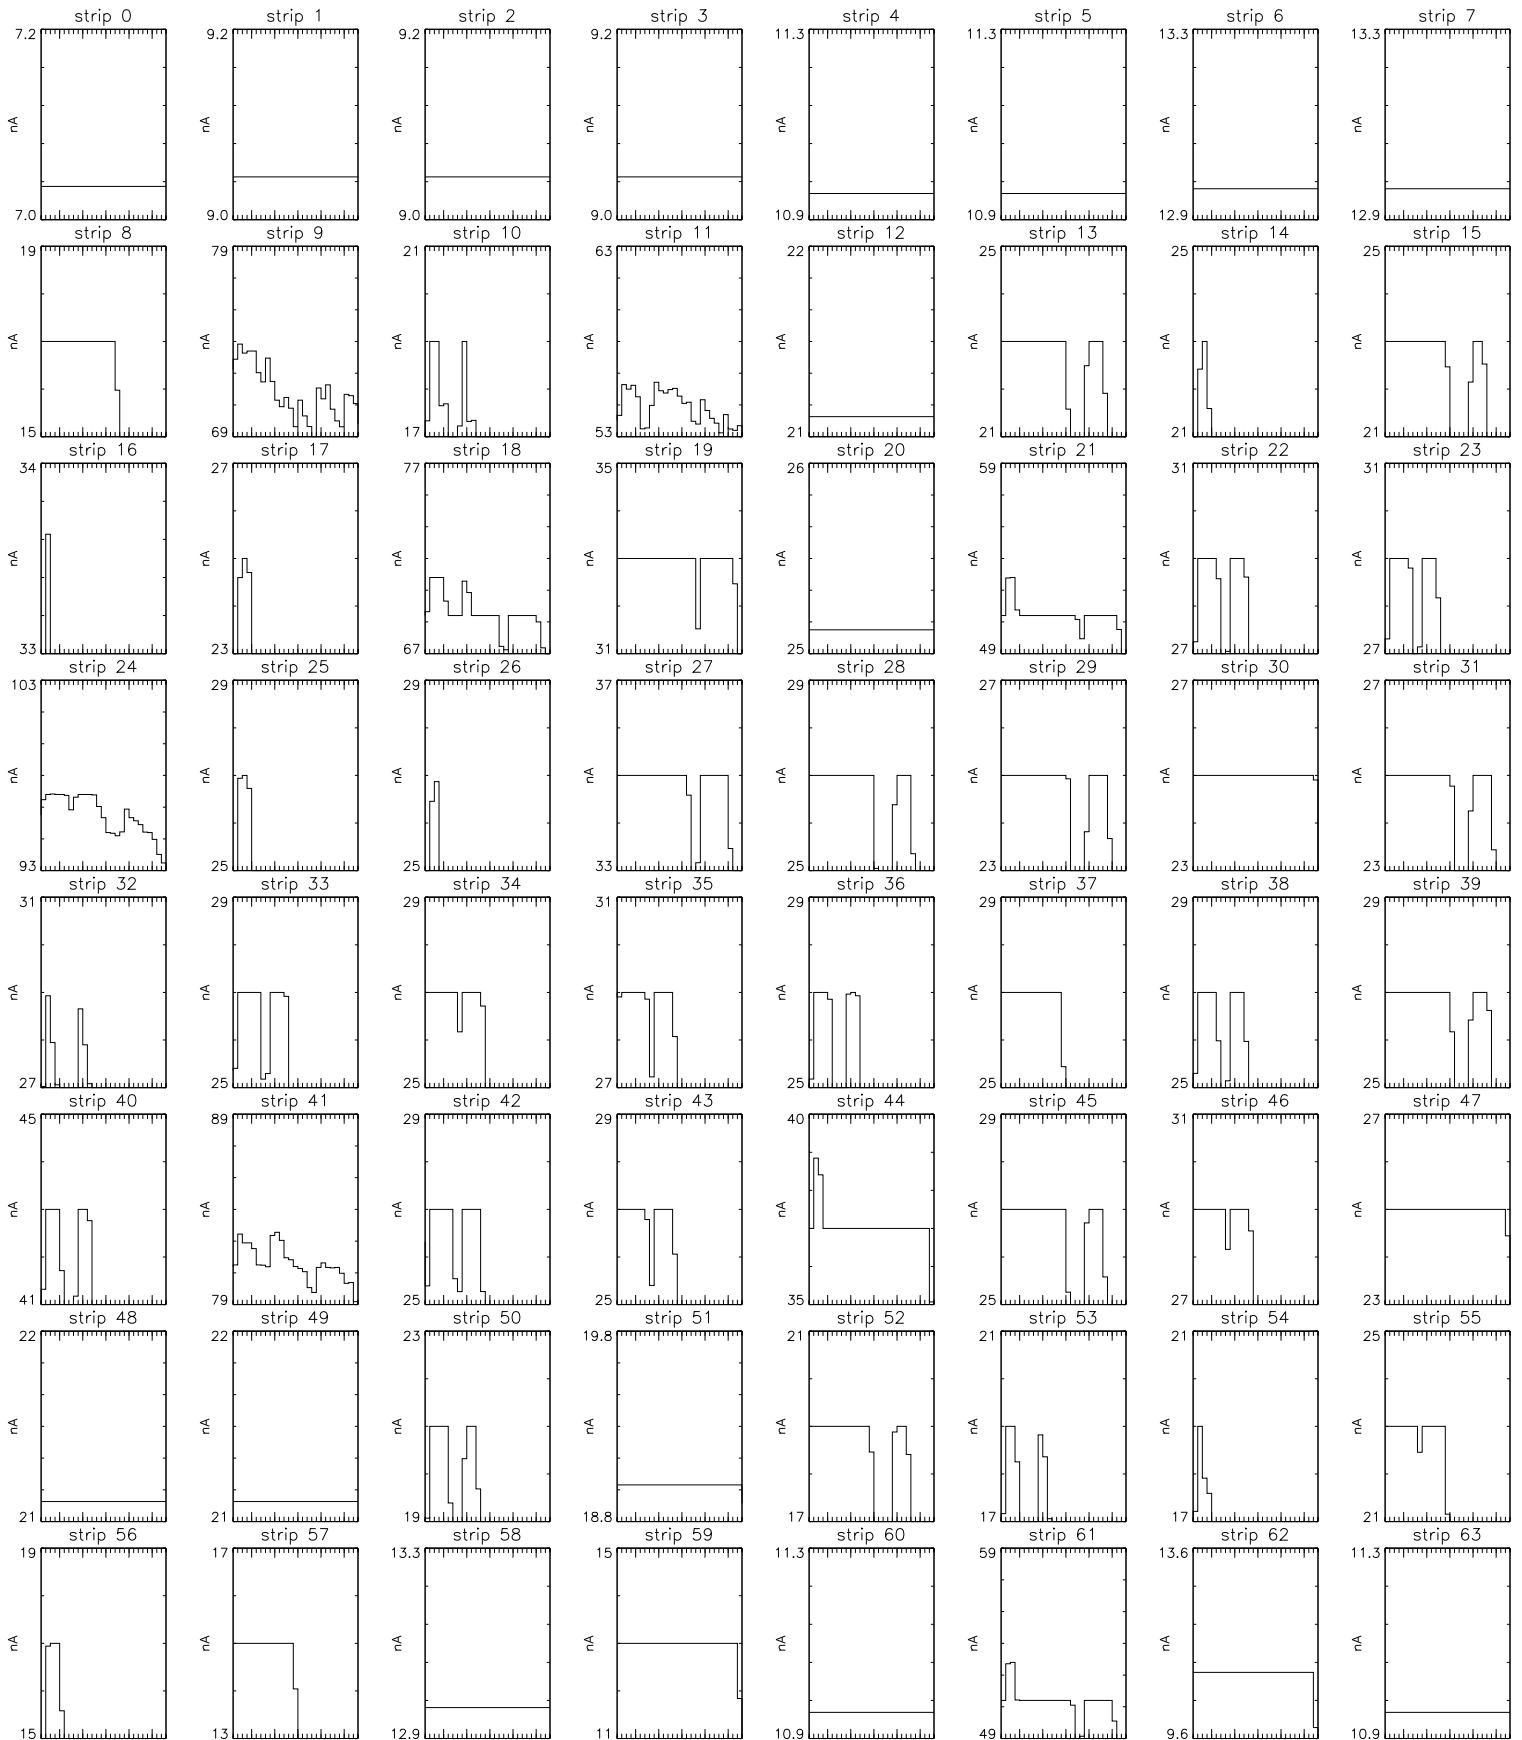 strip 0 strip 1 strip 2 strip 3 strip 4 strip 5 strip 6 strip 7
7.2 9.2 9.2 9.2 11.3 11.3 13.3 13.3
nA nA nA nA nA nA nA nA
7.0 9.0 9.0 9.0 10.9 10.9 12.9 12.9
strip 8 strip 9 strip 10 strip 11 strip 12 strip 13 strip 14 strip 15
19 79 21 63 22 25 25 25
nA nA nA nA nA nA nA nA
15 69 17 53 21 21 21 21
strip 16 strip 17 strip 18 strip 19 strip 20 strip 21 strip 22 strip 23
34 27 77 35 26 59 31 31
nA nA nA nA nA nA nA nA
33 23 67 31 25 49 27 27
strip 24 strip 25 strip 26 strip 27 strip 28 strip 29 strip 30 strip 31
103 29 29 37 29 27 27 27
nA nA nA nA nA nA nA nA
93 25 25 33 25 23 23 23
strip 32 strip 33 strip 34 strip 35 strip 36 strip 37 strip 38 strip 39
31 29 29 31 29 29 29 29
nA nA nA nA nA nA nA nA
27 25 25 27 25 25 25 25
strip 40 strip 41 strip 42 strip 43 strip 44 strip 45 strip 46 strip 47
45 89 29 29 40 29 31 27
nA nA nA nA nA nA nA nA
41 79 25 25 35 25 27 23
strip 48 strip 49 strip 50 strip 51 strip 52 strip 53 strip 54 strip 55
22 22 23 19.8 21 21 21 25
nA nA nA nA nA nA nA nA
21 21 19 18.8 17 17 17 21
strip 56 strip 57 strip 58 strip 59 strip 60 strip 61 strip 62 strip 63
19 17 13.3 15 11.3 59 13.6 11.3
nA nA nA nA nA nA nA nA
15 13 12.9 11 10.9 49 9.6 10.9